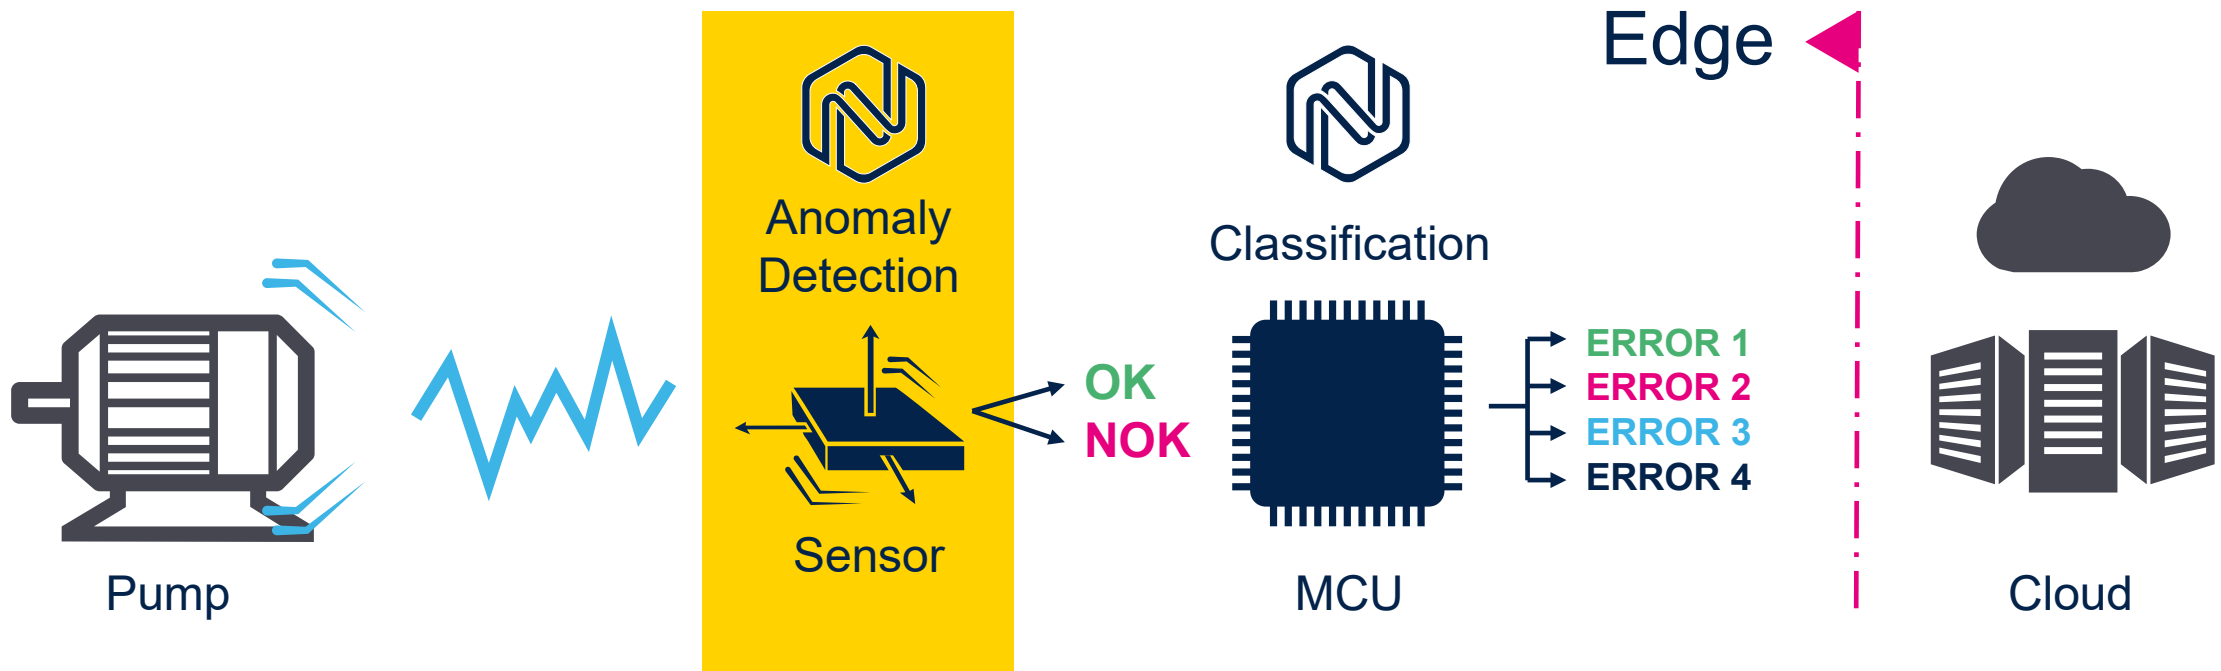 Edge
Anomaly
Detection
Classification
OK
NOK
ERROR 1
ERROR 2
ERROR 3
ERROR 4
Sensor
Pump
MCU
Cloud